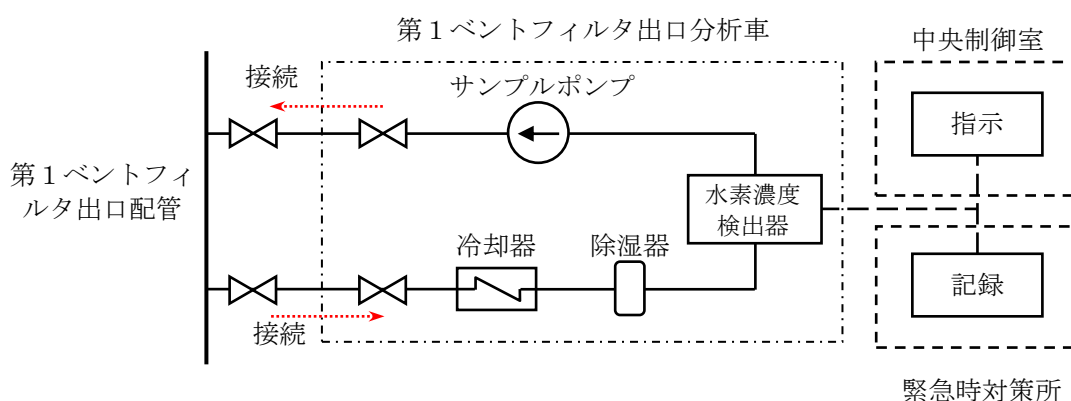 第１ベントフィルタ出口分析車
中央制御室
接続
サンプルポンプ
指示
第１ベントフィ
ルタ出口配管
水素濃度
検出器
冷却器
除湿器
記録
接続
緊急時対策所